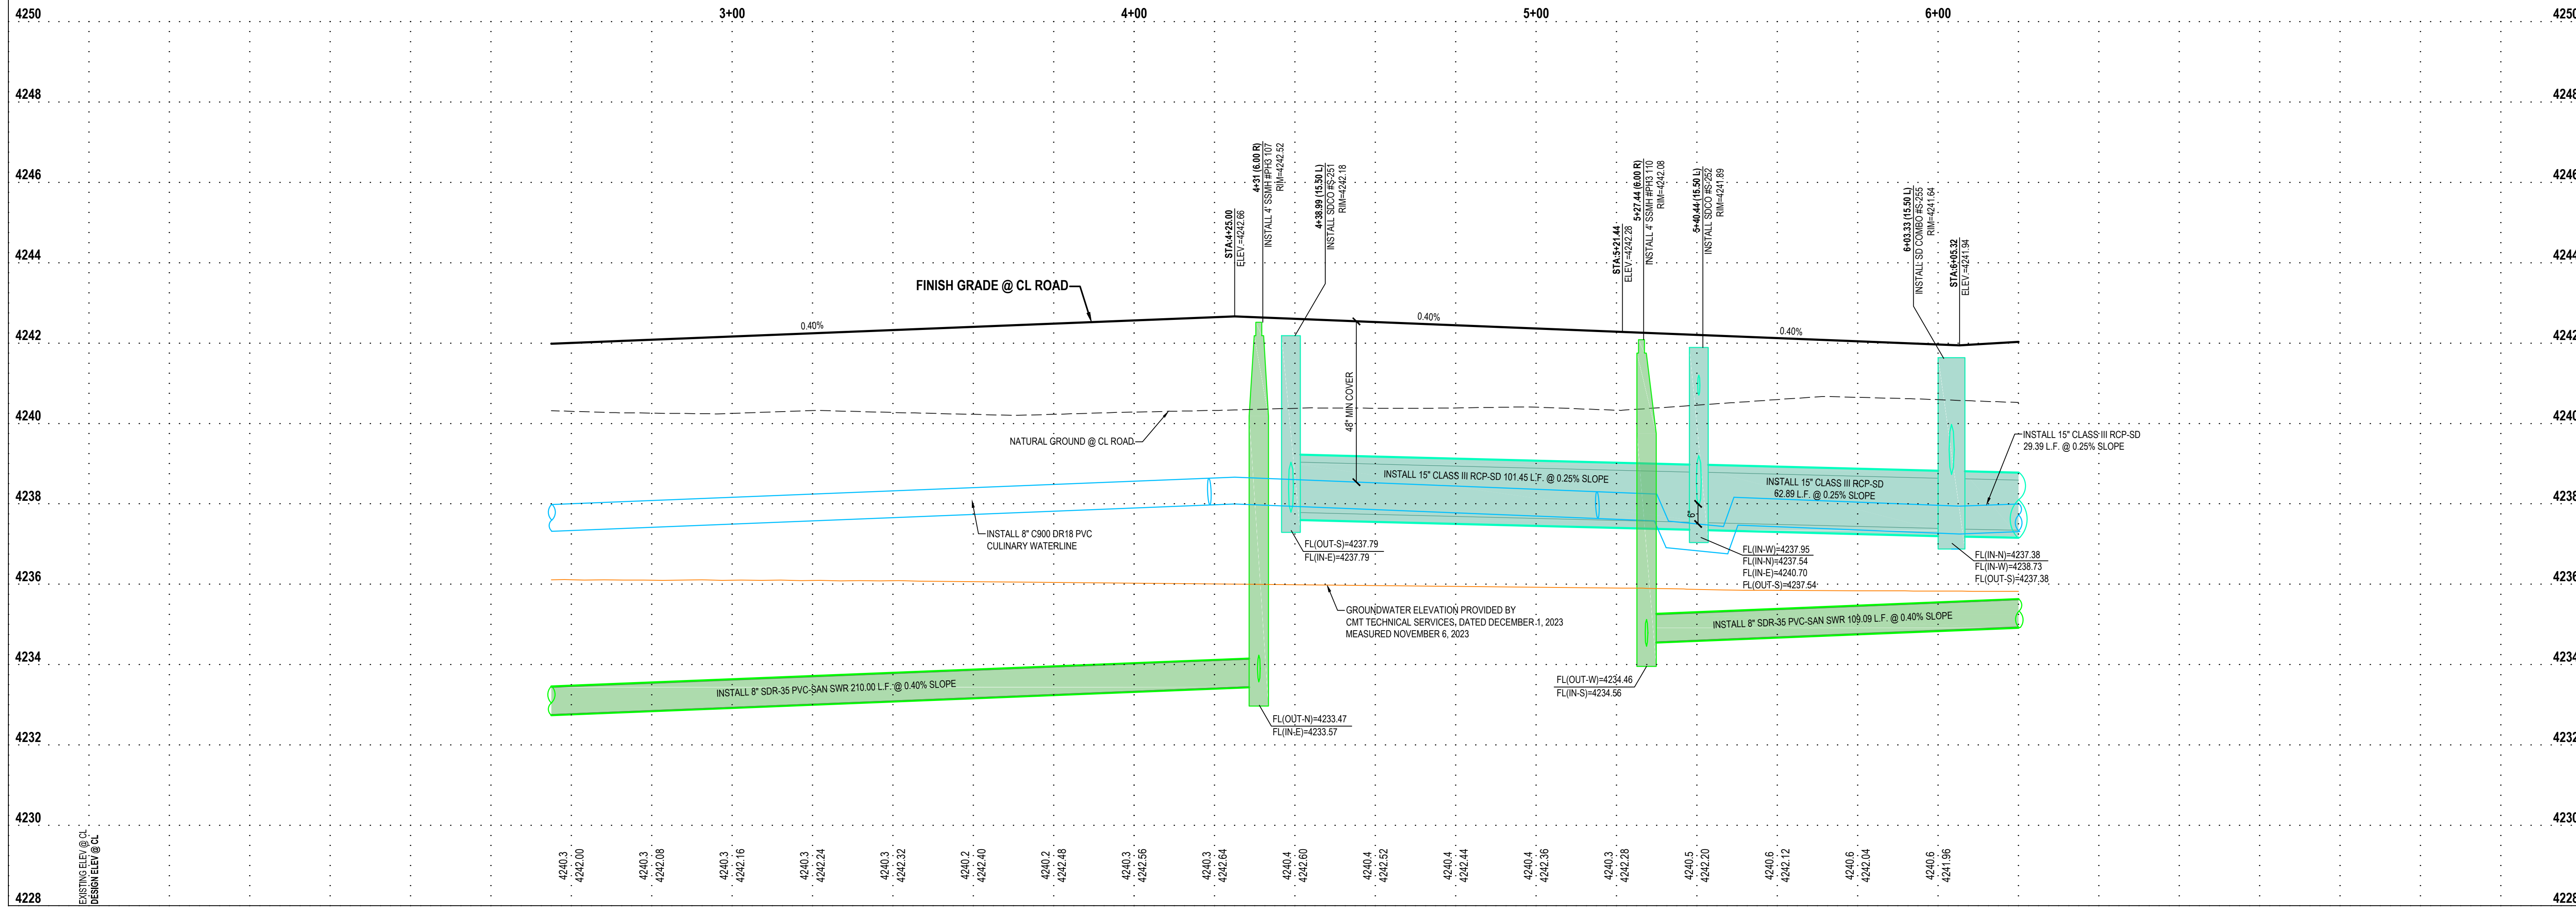 3+00
4+00
5+00
6+00
4250
4250
4248
4248
4246
4246
4244
4244
4242
4242
4240
4240
4238
4238
4236
4236
4234
4234
4232
4232
4230
4230
4228
4228
FINISH GRADE @ CL ROAD
0.40%
0.40%
0.40%
STA:4+25.00
ELEV.=4242.66
4+31 (6.00 R)
INSTALL 4' SSMH #PH3 107
RIM=4242.52
4+38.99 (15.50 L)
INSTALL SDCO #S-251
RIM=4242.18
STA:5+21.44
ELEV.=4242.28
5+27.44 (6.00 R)
INSTALL 4' SSMH #PH3 110
RIM=4242.08
5+40.44 (15.50 L)
INSTALL SDCO #S-252
RIM=4241.89
6+03.33 (15.50 L)
INSTALL SD COMBO #S-255
RIM=4241.64
STA:6+05.32
ELEV.=4241.94
48" MIN COVER
NATURAL GROUND @ CL ROAD
INSTALL 15" CLASS III RCP-SD
29.39 L.F. @ 0.25% SLOPE
INSTALL 15" CLASS III RCP-SD 101.45 L.F. @ 0.25% SLOPE
INSTALL 15" CLASS III RCP-SD
62.89 L.F. @ 0.25% SLOPE
6"
INSTALL 8" C900 DR18 PVC
CULINARY WATERLINE
FL(OUT-S)=4237.79
FL(IN-E)=4237.79
FL(IN-W)=4237.95
FL(IN-N)=4237.54
FL(IN-E)=4240.70
FL(OUT-S)=4237.54
FL(IN-N)=4237.38
FL(IN-W)=4238.73
FL(OUT-S)=4237.38
GROUNDWATER ELEVATION PROVIDED BY
CMT TECHNICAL SERVICES, DATED DECEMBER 1, 2023
MEASURED NOVEMBER 6, 2023
INSTALL 8" SDR-35 PVC-SAN SWR 109.09 L.F. @ 0.40% SLOPE
INSTALL 8" SDR-35 PVC-SAN SWR 210.00 L.F. @ 0.40% SLOPE
FL(OUT-W)=4234.46
FL(IN-S)=4234.56
FL(OUT-N)=4233.47
FL(IN-E)=4233.57
EXISTING ELEV @ CL
DESIGN ELEV @ CL
4240.3
4242.00
4240.3
4242.08
4240.3
4242.16
4240.3
4242.24
4240.3
4242.32
4240.2
4242.40
4240.2
4242.48
4240.3
4242.56
4240.3
4242.64
4240.4
4242.60
4240.4
4242.52
4240.4
4242.44
4240.4
4242.36
4240.3
4242.28
4240.5
4242.20
4240.6
4242.12
4240.6
4242.04
4240.6
4241.96